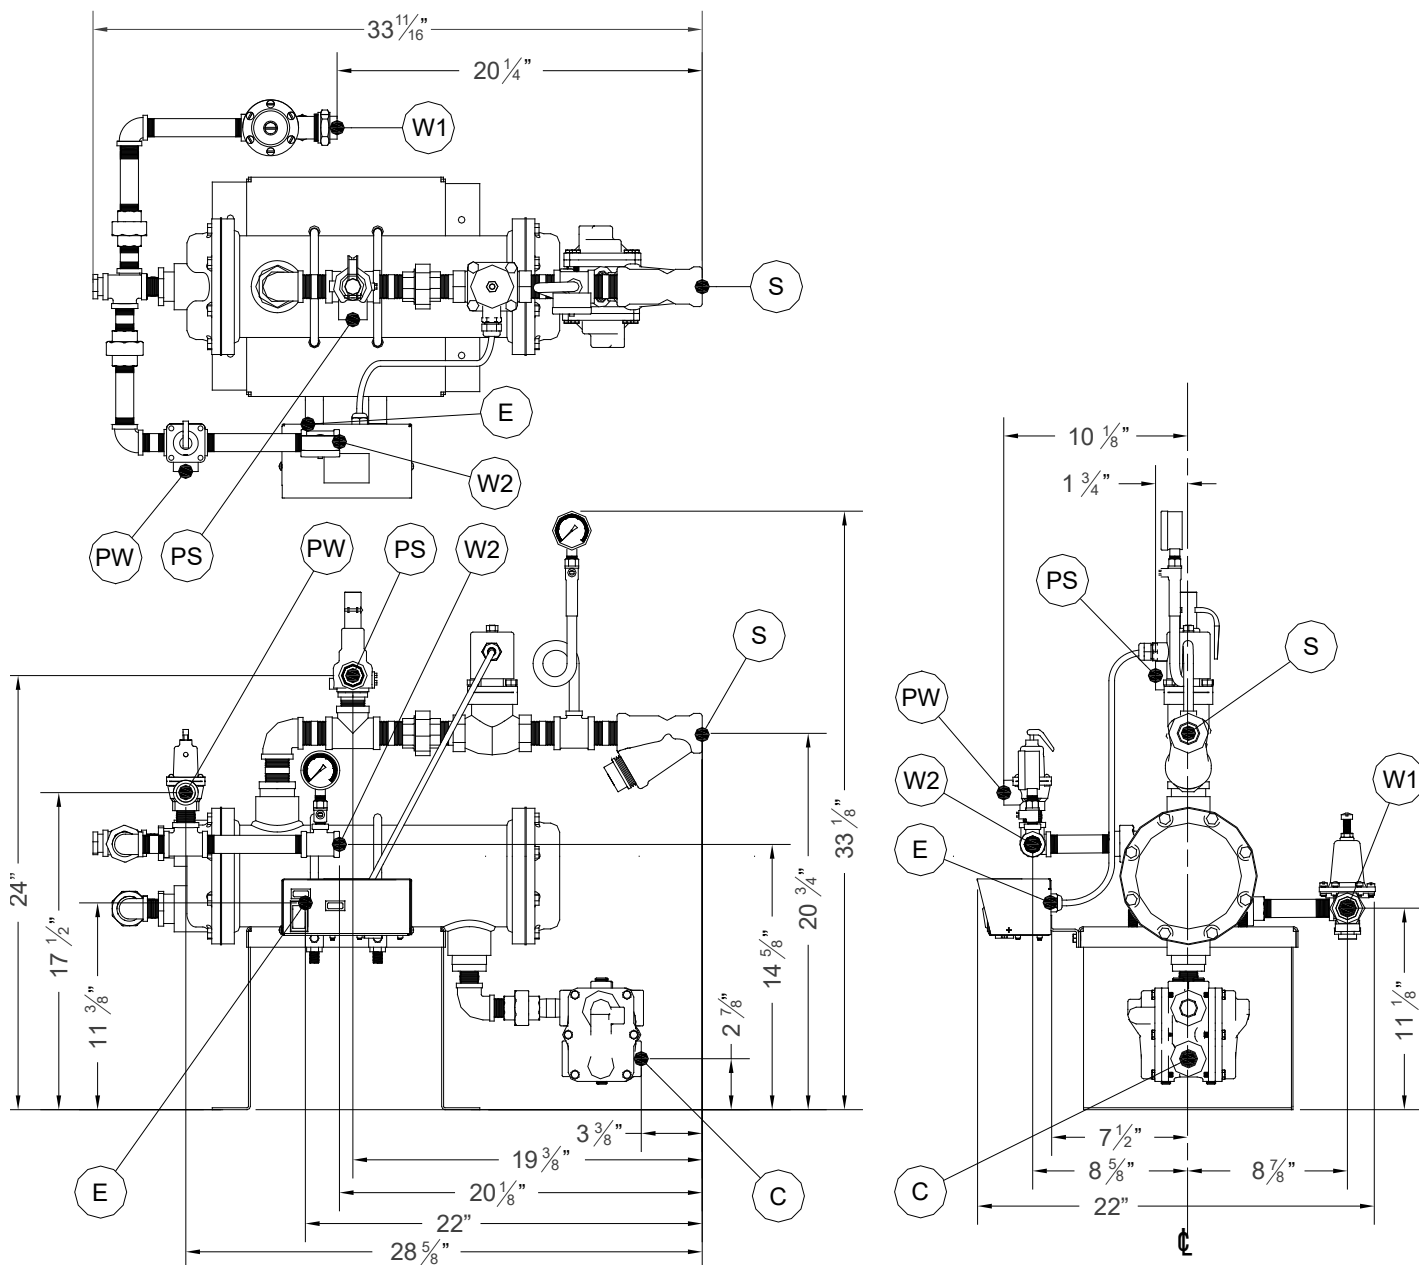 33 11/16”
20 1/4”
W1
S
E
W2
PW
PS
PW
PS
W2
S
10 1/8”
1 3/4”
PS
S
PW
W2
W1
E
24”
17 1/2”
11 3/8”
33 1/8”
20 3/4”
14 5/8”
2 7/8”
11 1/8”
3 3/8”
19 3/8”
20 1/8”
22”
28 5/8”
E
C
7 1/2”
8 5/8”
8 7/8”
22”
C
℄